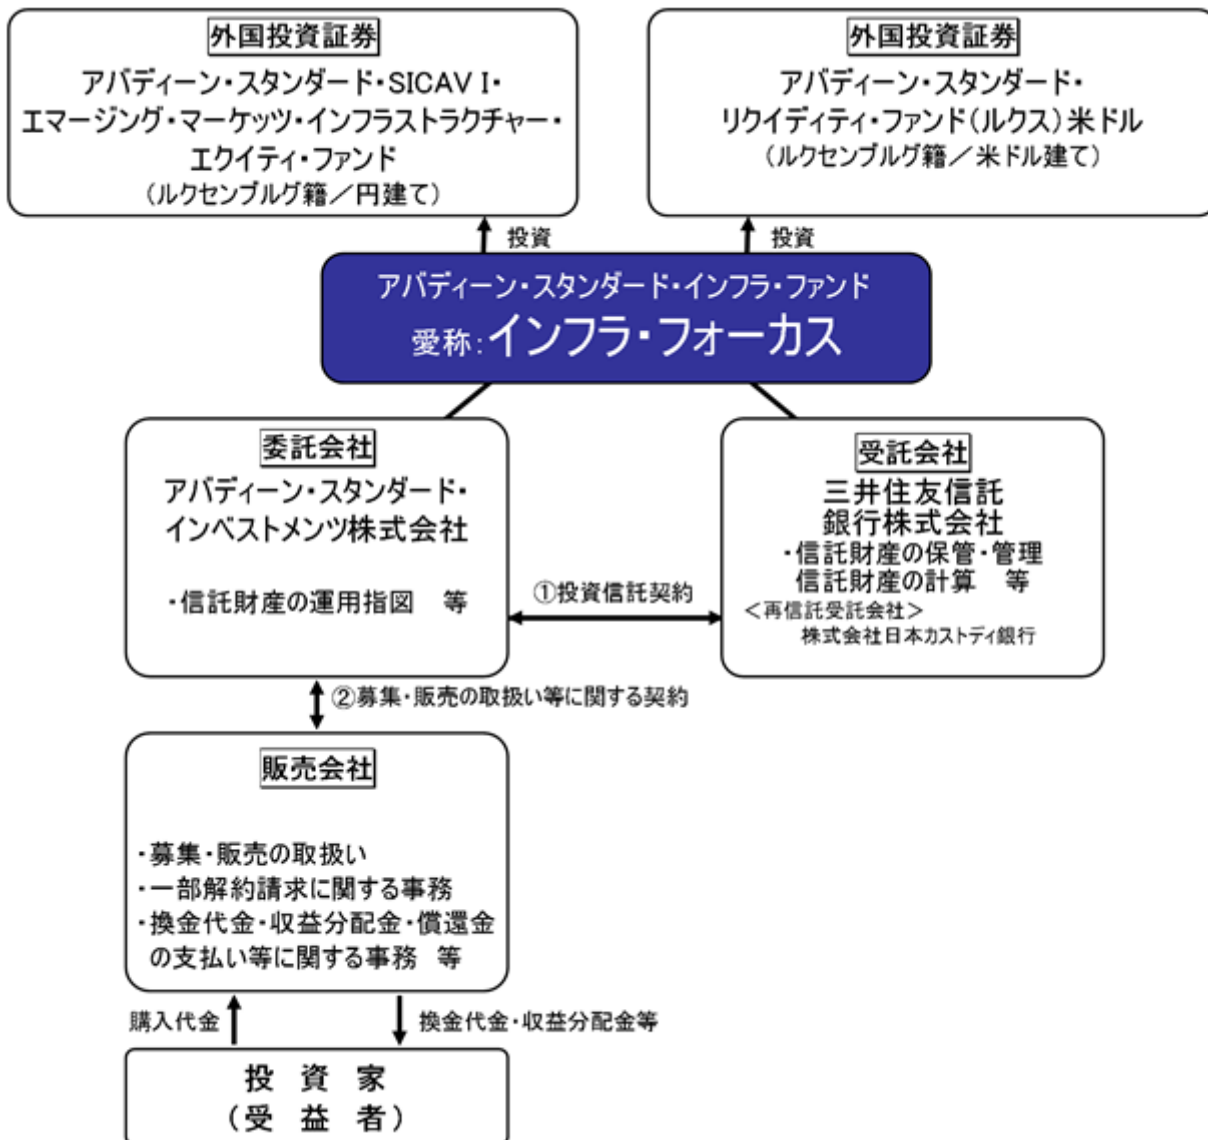 外国投資証券
アバディーン・スタンダード・SICAV I・
エマージング・マーケッツ・インフラストラクチャー・
エクイティ・ファンド
（ルクセンブルグ籍／円建て）
外国投資証券
アバディーン・スタンダード・
リクイディティ・ファンド（ルクス）米ドル
（ルクセンブルグ籍／米ドル建て）
投資
投資
アバディーン・スタンダード・インフラ・ファンド
愛称：インフラ・フォーカス
委託会社
アバディーン・スタンダード・
インベストメンツ株式会社
・信託財産の運用指図　等
①投資信託契約
受託会社
三井住友信託
銀行株式会社
・信託財産の保管・管理
信託財産の計算　等
＜再信託受託会社＞
株式会社日本カストディ銀行
②募集・販売の取扱い等に関する契約
販売会社
・募集・販売の取扱い
・一部解約請求に関する事務
・換金代金・収益分配金・償還金
の支払い等に関する事務　等
購入代金
換金代金・収益分配金等
投　資　家
（受　益　者）